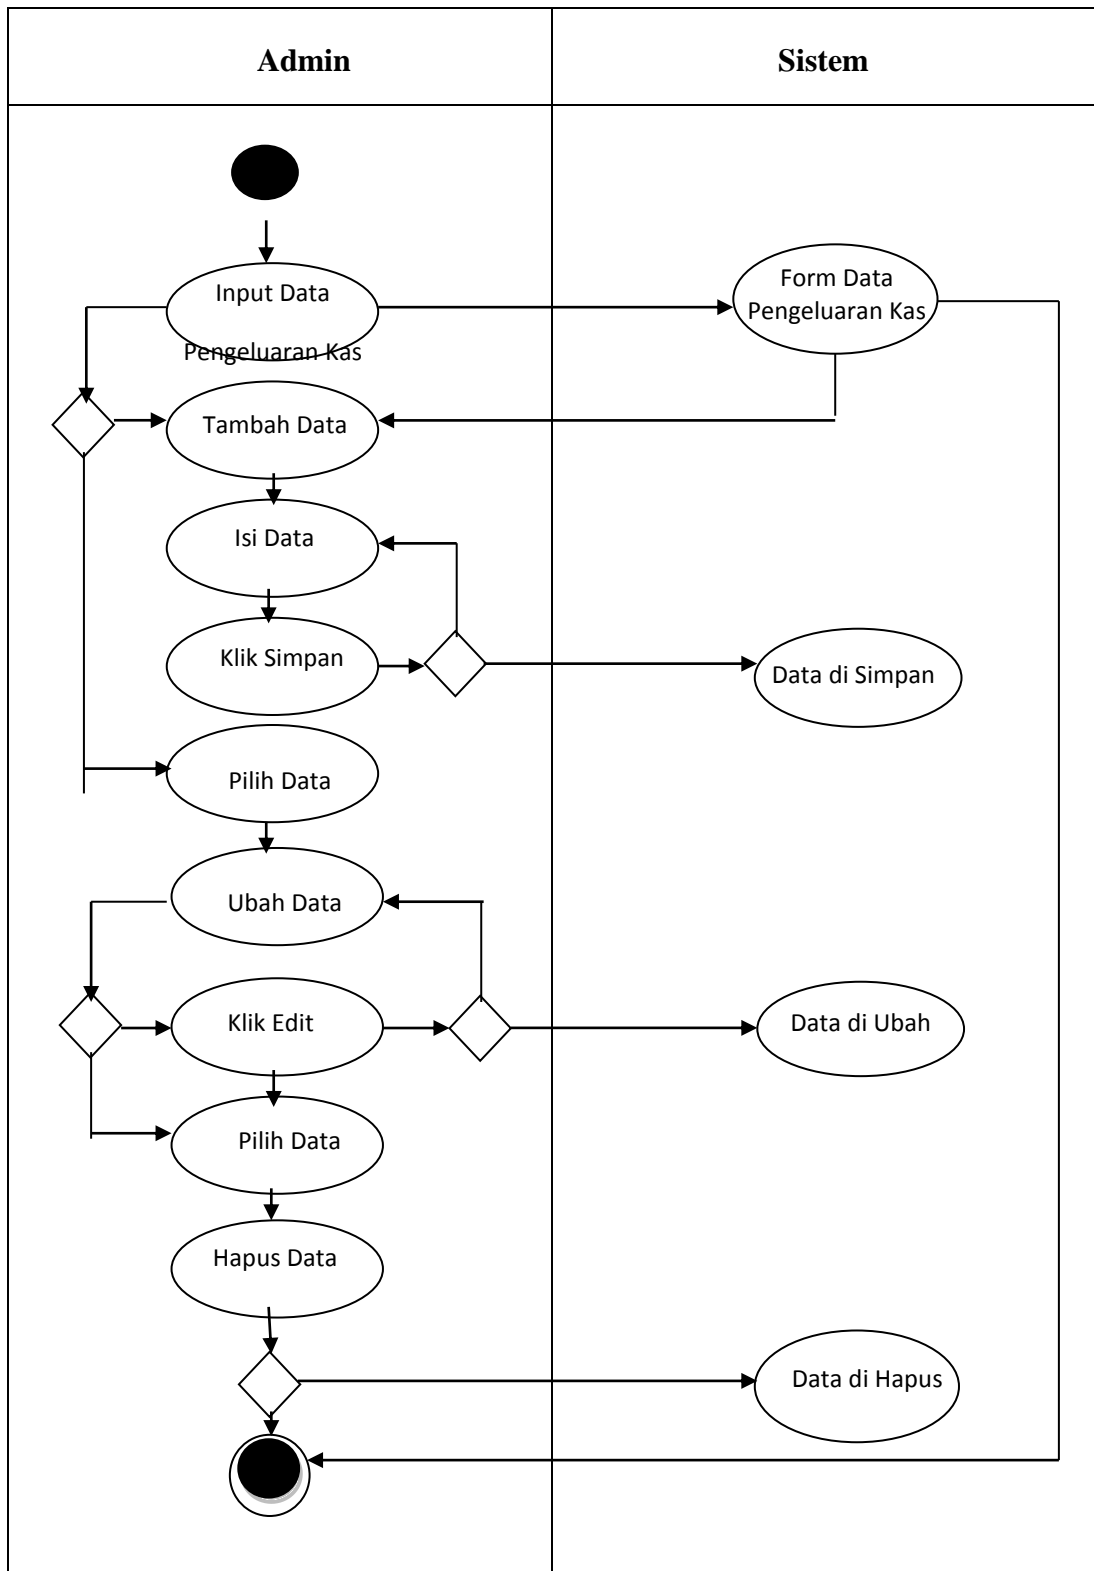 Admin
Sistem
Input Data
Pengeluaran Kas
Form Data
Pengeluaran Kas
Tambah Data
Isi Data
Klik Simpan
Data di Simpan
Pilih Data
Ubah Data
Klik Edit
Data di Ubah
Pilih Data
Hapus Data
Data di Hapus